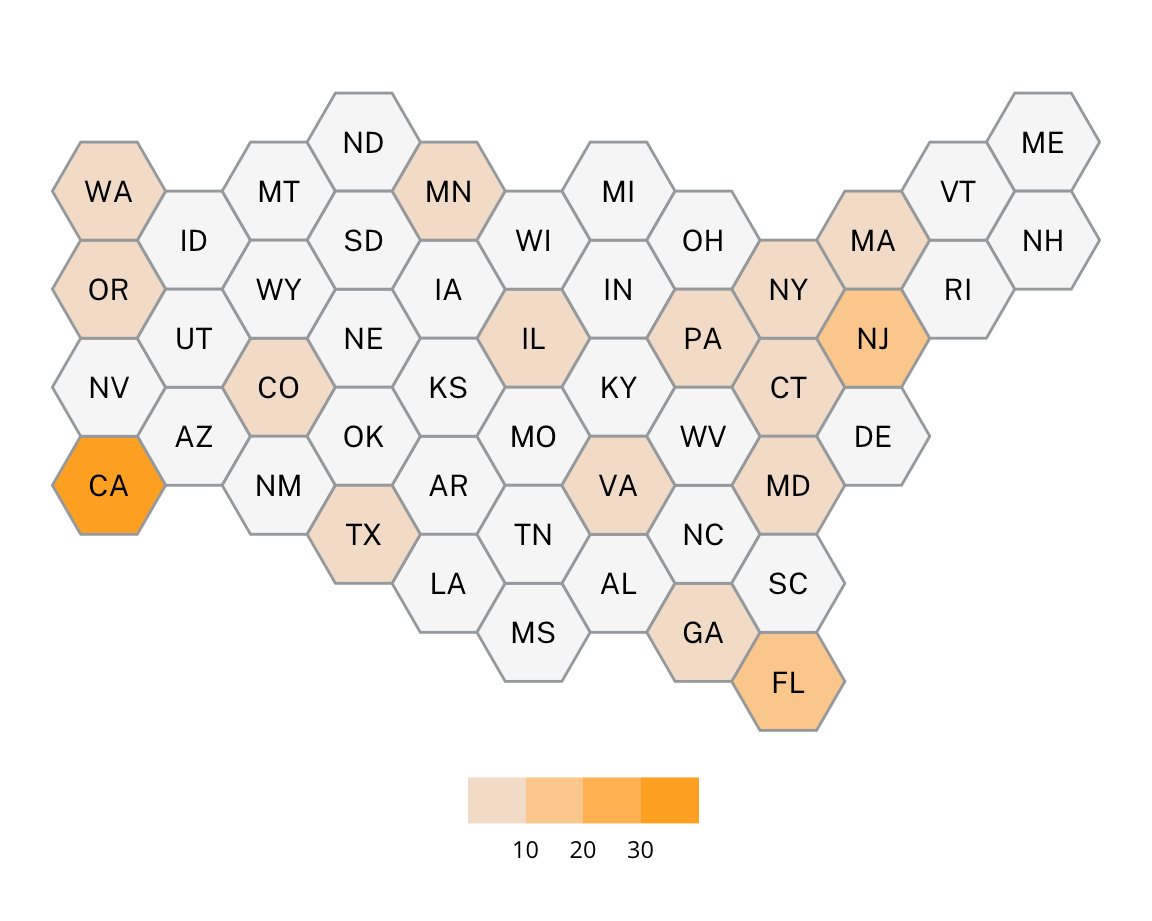 ND ME
WA MT MN MI VT
ID SD WI OH MA NH
OR WY IA IN NY RI
UT NE IL PA NJ
NV CO KS KY CT
AZ OK MO WV DE
CA NM AR VA MD
TX TN NC
LA AL SC
MS GA
FL
10 20 30